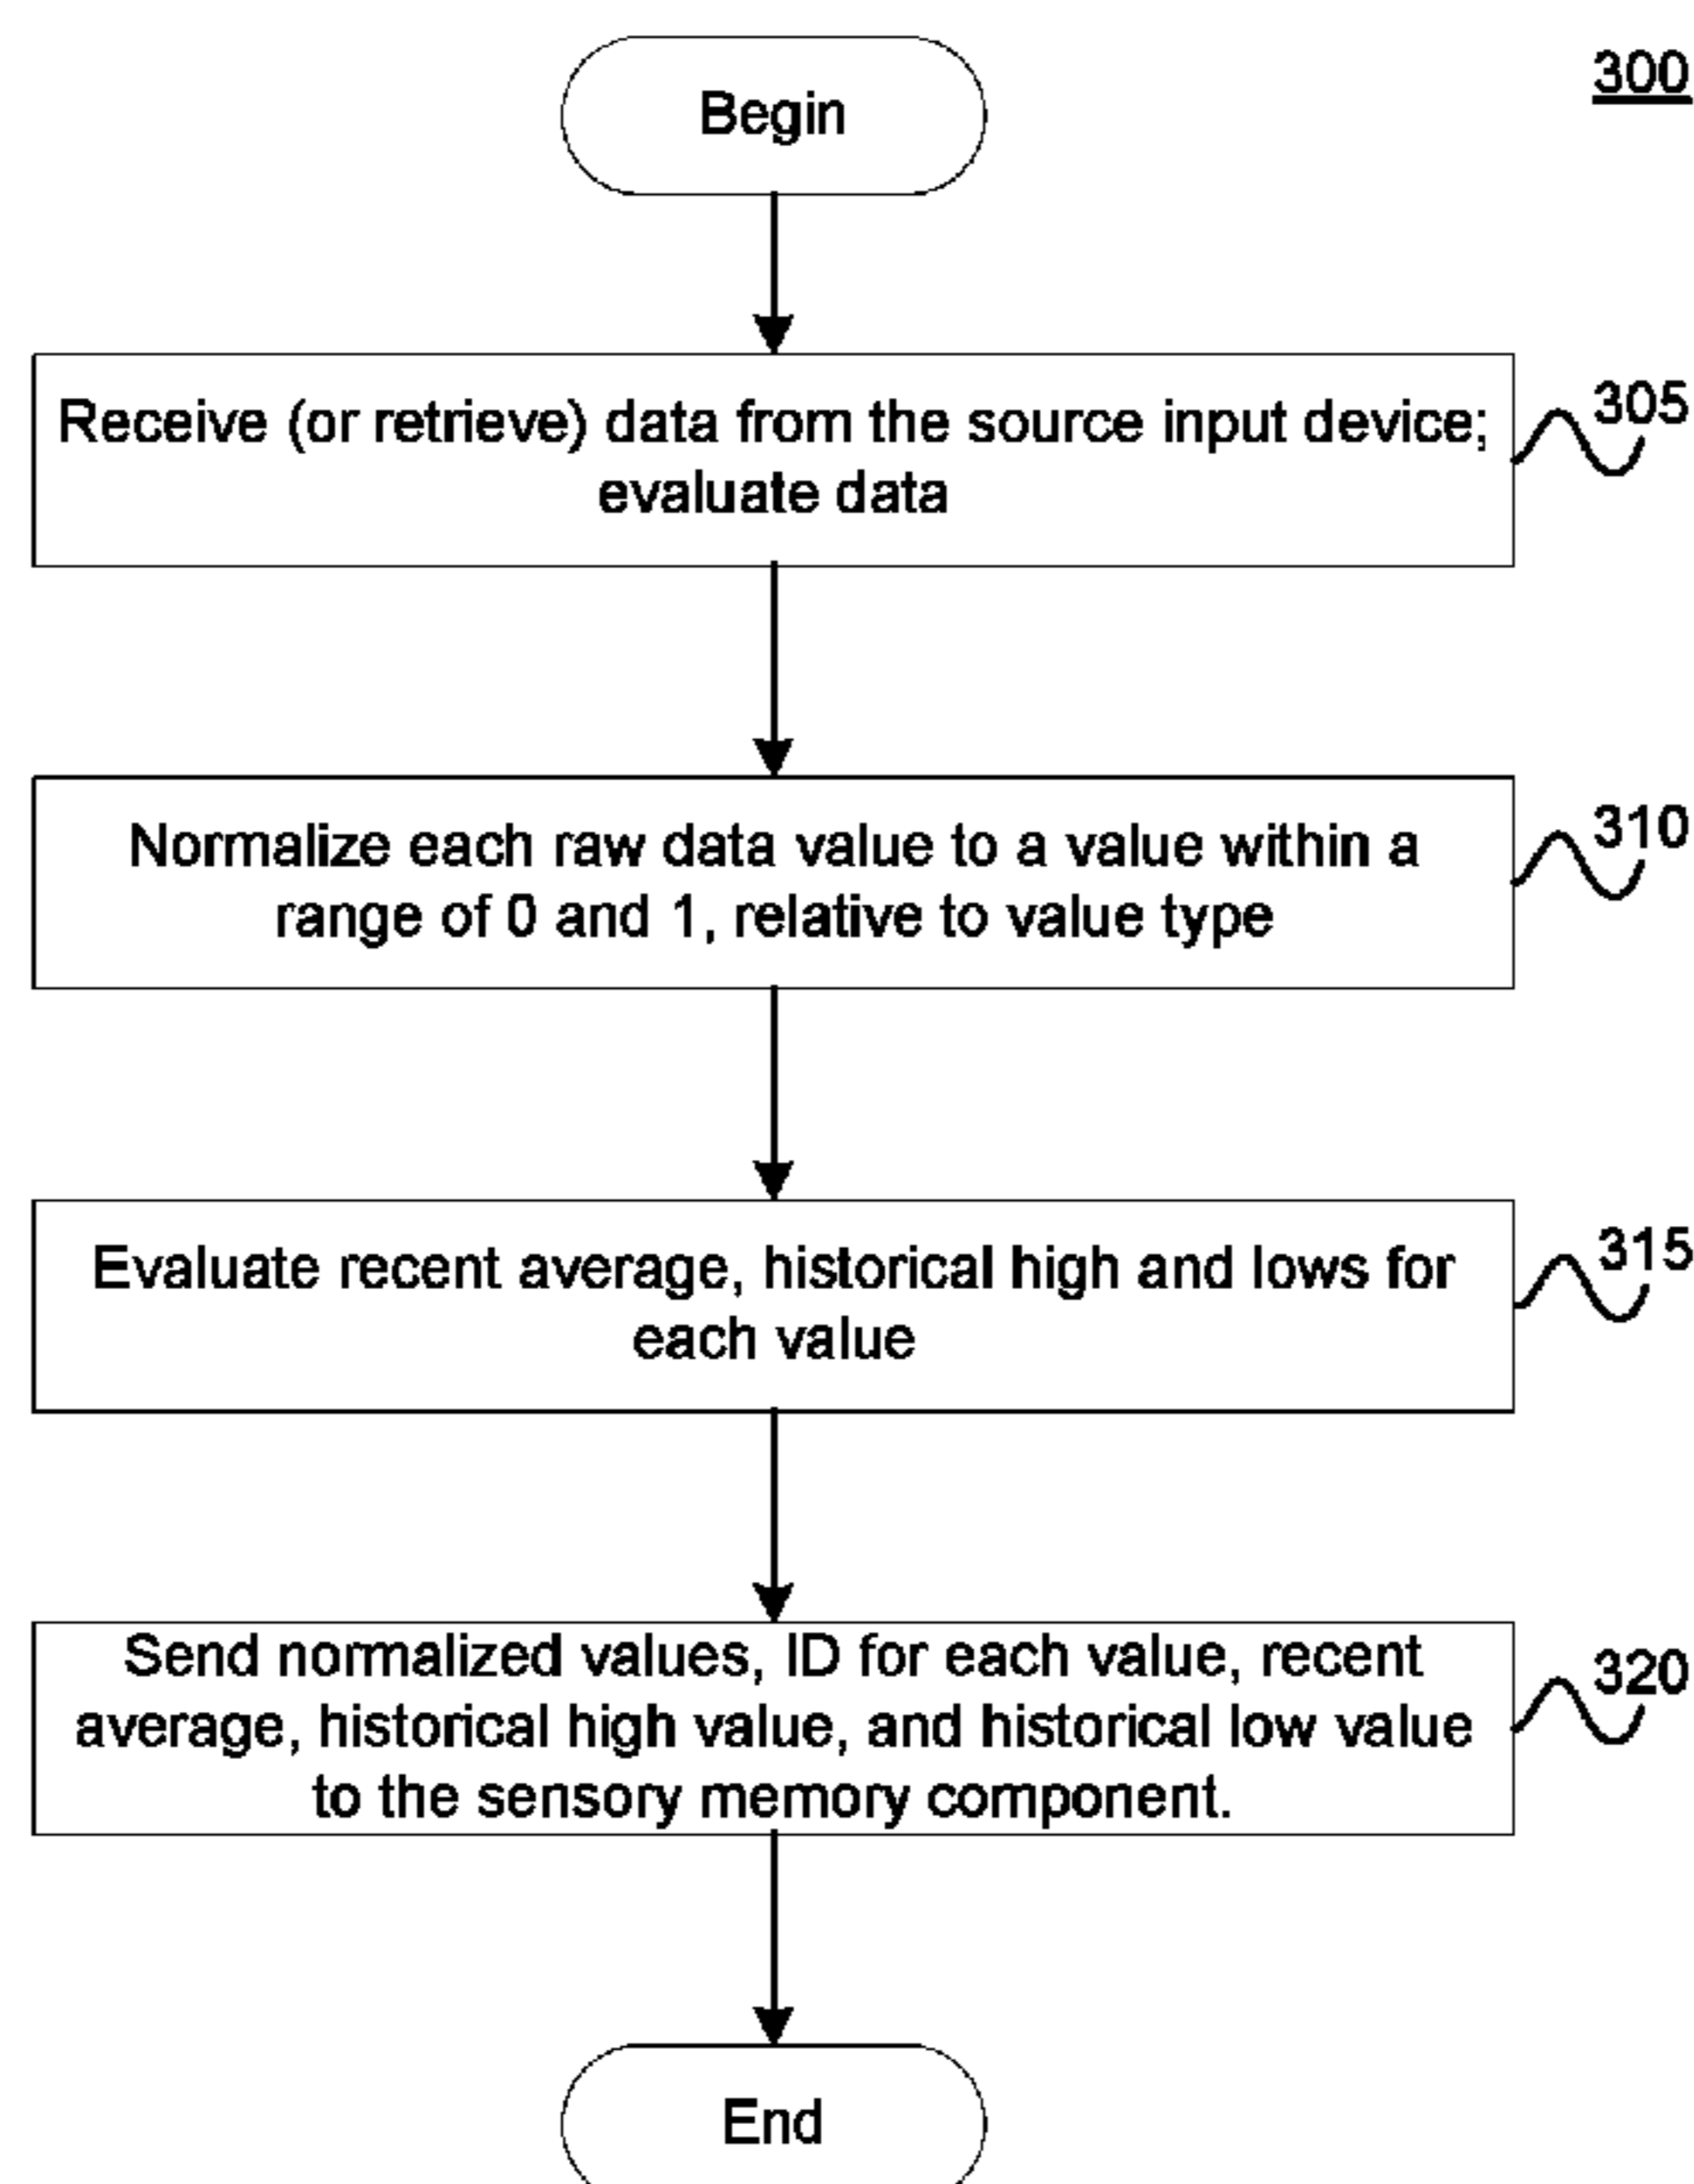 300
Begin
Receive (or retrieve) data from the source input device;
evaluate data
305
Normalize each raw data value to a value within a
range of 0 and 1, relative to value type
310
Evaluate recent average, historical high and lows for
each value
315
Send normalized values, ID for each value, recent
average, historical high value, and historical low value
to the sensory memory component.
320
End